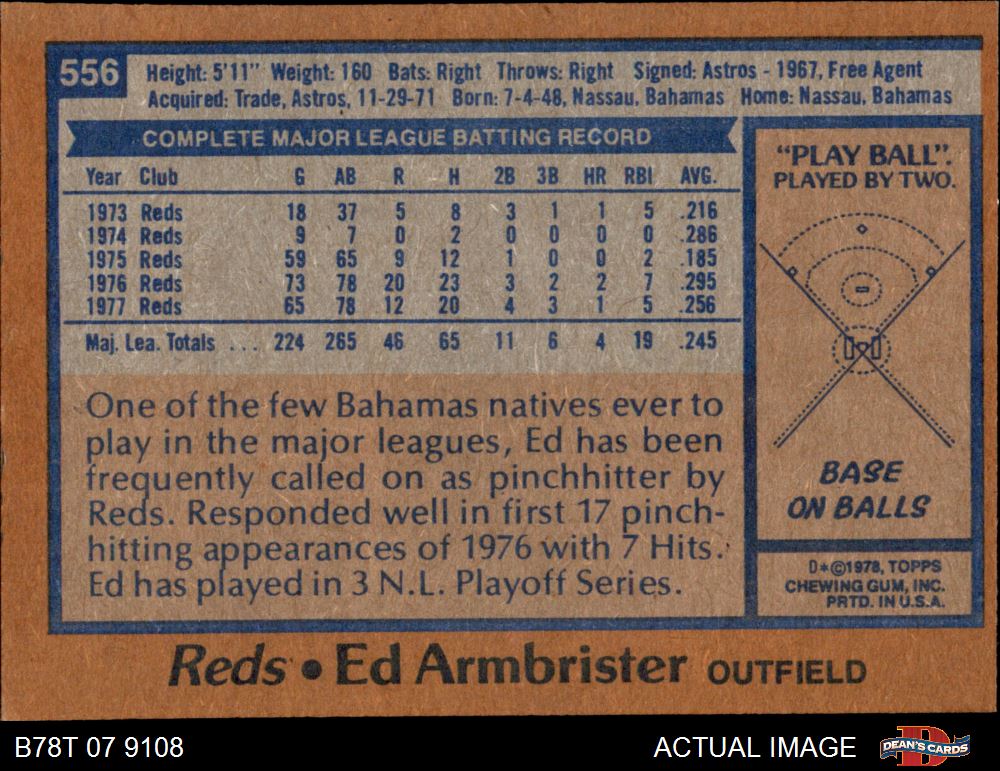 556
Height: 5'11" Weight: 160 Bats: Right Throws: Right Signed: Astros - 1967, Free Agent
Acquired: Trade, Astros, 11-29-71 Born: 7-4-48, Nassau, Bahamas Home: Nassau, Bahamas
COMPLETE MAJOR LEAGUE BATTING RECORD
Year Club G AB R H 2B 3B HR RBI AVG.
1973 Reds 18 37 5 8 3 1 1 5 .216
1974 Reds 9 7 0 2 0 0 0 0 .286
1975 Reds 59 65 9 12 1 0 0 2 .185
1976 Reds 73 78 20 23 3 2 2 7 .295
1977 Reds 65 78 12 20 4 3 1 5 .256
Maj. Lea. Totals ... 224 265 46 65 11 6 4 19 .245
One of the few Bahamas natives ever to
play in the major leagues, Ed has been
frequently called on as pinchhitter by
Reds. Responded well in first 17 pinch-
hitting appearances of 1976 with 7 Hits.
Ed has played in 3 N.L. Playoff Series.
"PLAY BALL".
PLAYED BY TWO.
BASE
ON BALLS
D*©1978, TOPPS
CHEWING GUM, INC.
PRTD. IN U.S.A.
Reds • Ed Armbrister OUTFIELD
B78T 07 9108
ACTUAL IMAGE
DEAN'S CARDS